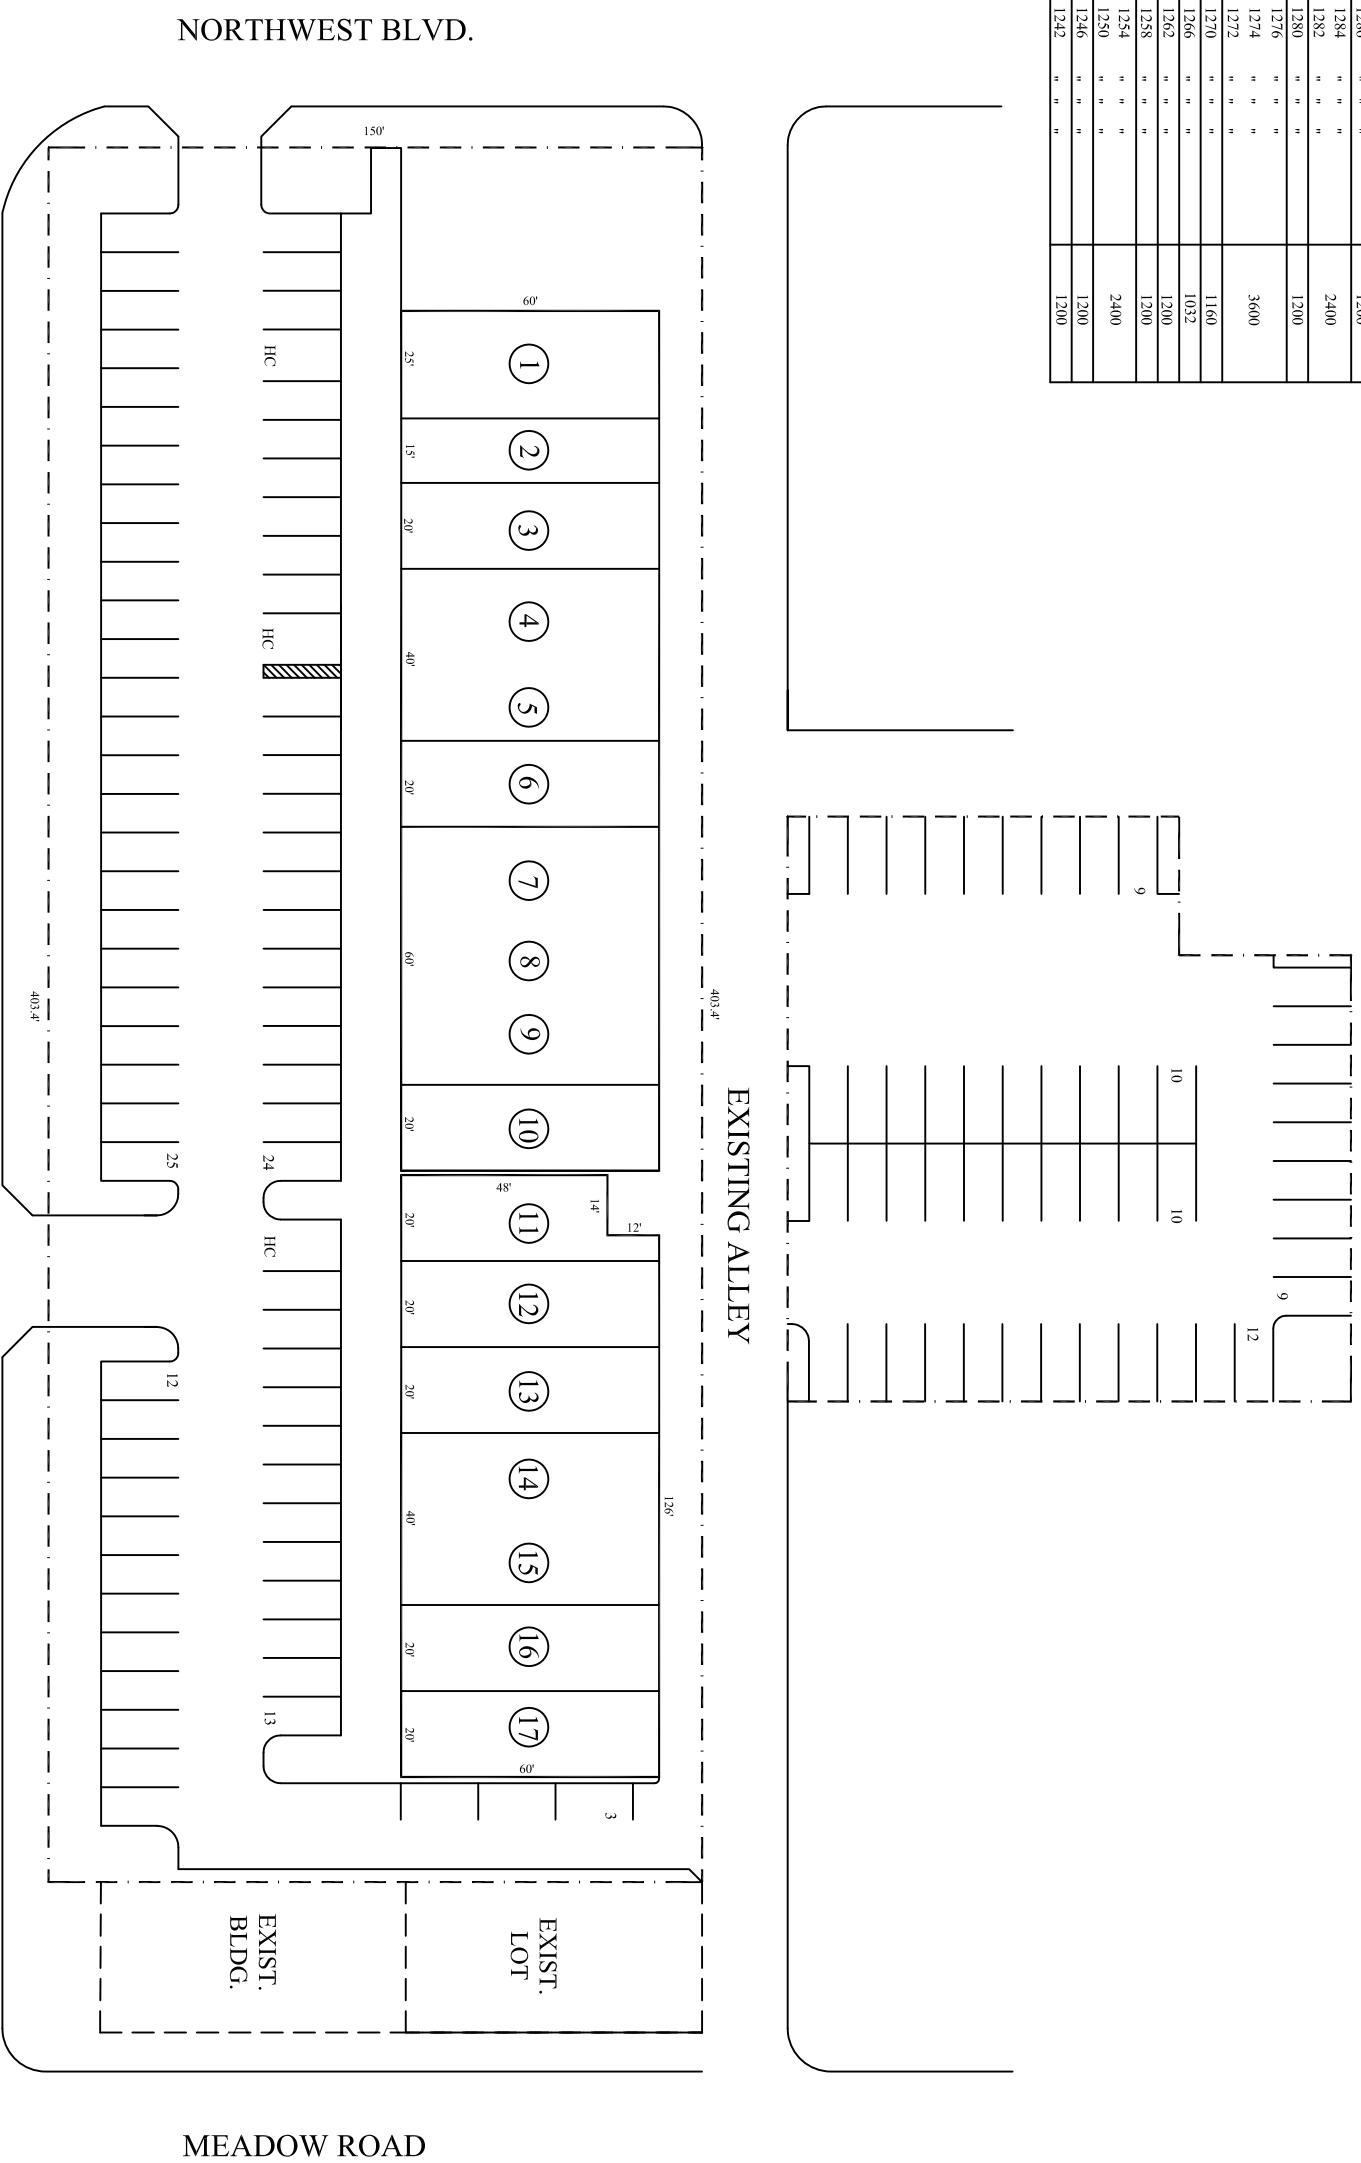 NORTHWEST BLVD.
1284 " " "
1282 " " "
2400
1280 " " " 1200
1276 " " "
1274 " " "
1272 " " "
3600
1270 " " " 1160
1266 " " " 1032
1262 " " " 1200
1258 " " " 1200
1254 " " "
1250 " " "
2400
1246 " " " 1200
1242 " " " 1200
150'
60'
HC
25'
1
15'
2
20'
3
HC
40'
4
5
20'
6
60'
7
8
9
403.4'
403.4'
20'
10
25
24
48'
14'
12'
20'
11
HC
EXISTING ALLEY
9
10
10
9
12
20'
12
12
20'
13
40'
14
15
126'
20'
16
13
20'
17
60'
3
EXIST.
BLDG.
EXIST.
LOT
MEADOW ROAD